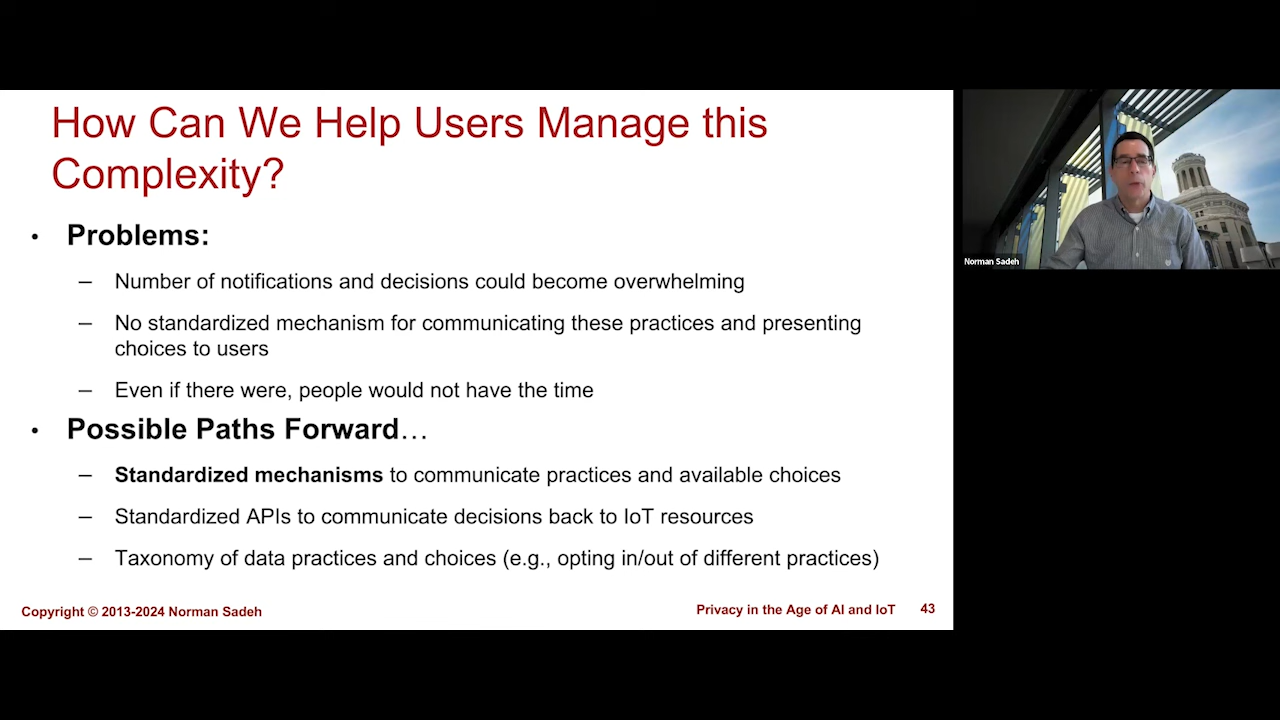 How Can We Help Users Manage this
Complexity?
• Problems:
– Number of notifications and decisions could become overwhelming
– No standardized mechanism for communicating these practices and presenting
choices to users
– Even if there were, people would not have the time
• Possible Paths Forward…
– Standardized mechanisms to communicate practices and available choices
– Standardized APIs to communicate decisions back to IoT resources
– Taxonomy of data practices and choices (e.g., opting in/out of different practices)
Copyright © 2013-2024 Norman Sadeh
Privacy in the Age of AI and IoT 43
Norman Sadeh